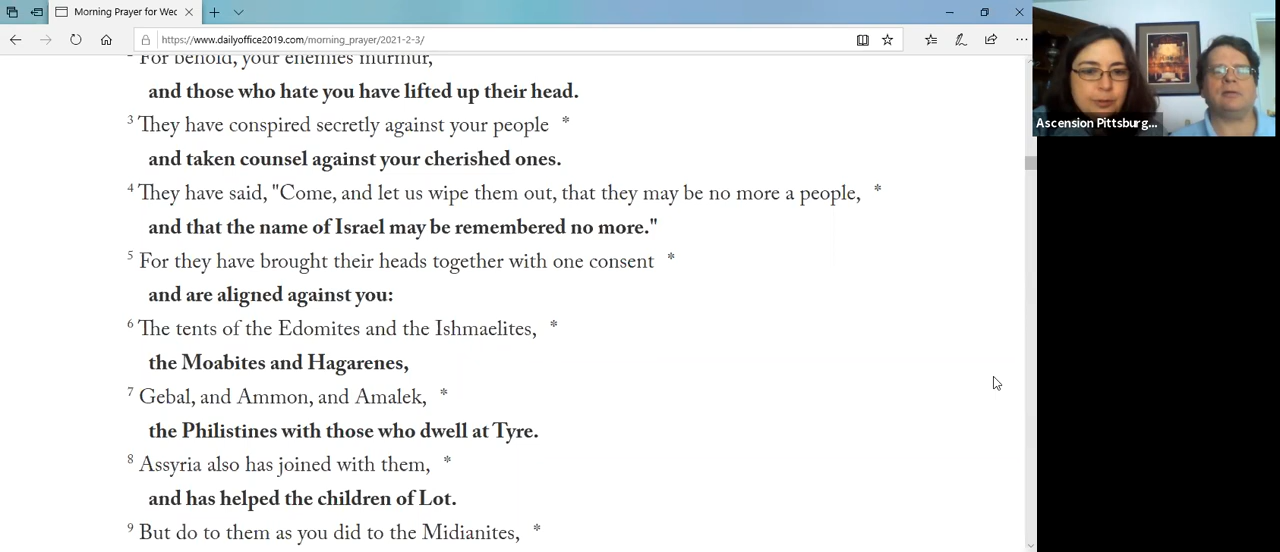 Morning Prayer for Wec
https://www.dailyoffice2019.com/morning_prayer/2021-2-3/
2 For behold, your enemies murmur,
and those who hate you have lifted up their head.
3 They have conspired secretly against your people *
and taken counsel against your cherished ones.
4 They have said, "Come, and let us wipe them out, that they may be no more a people, *
and that the name of Israel may be remembered no more."
5 For they have brought their heads together with one consent *
and are aligned against you:
6 The tents of the Edomites and the Ishmaelites, *
the Moabites and Hagarenes,
7 Gebal, and Ammon, and Amalek, *
the Philistines with those who dwell at Tyre.
8 Assyria also has joined with them, *
and has helped the children of Lot.
9 But do to them as you did to the Midianites, *
Ascension Pittsburg...